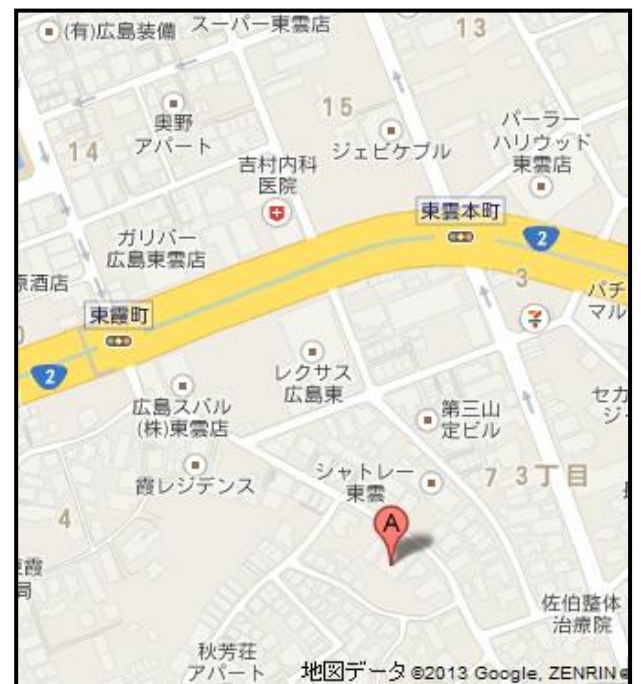 (有)広島装備
スーパー東雲店
13
奥野
アパート
14
15
ジェビケブル
パーラー
ハリウッド
東雲店
吉村内科
医院
東雲本町
2
ガリバー
広島東雲店
原酒店
東霞町
3
パチ
マル
2
レクサス
広島東
広島スバル
(株)東雲店
第三山
定ビル
セカ
ジ
霞レジデンス
シャトレー
東雲
7
3丁目
A
4
霞
局
佐伯整体
治療院
秋芳荘
アパート
地図データ ©2013 Google, ZENRIN